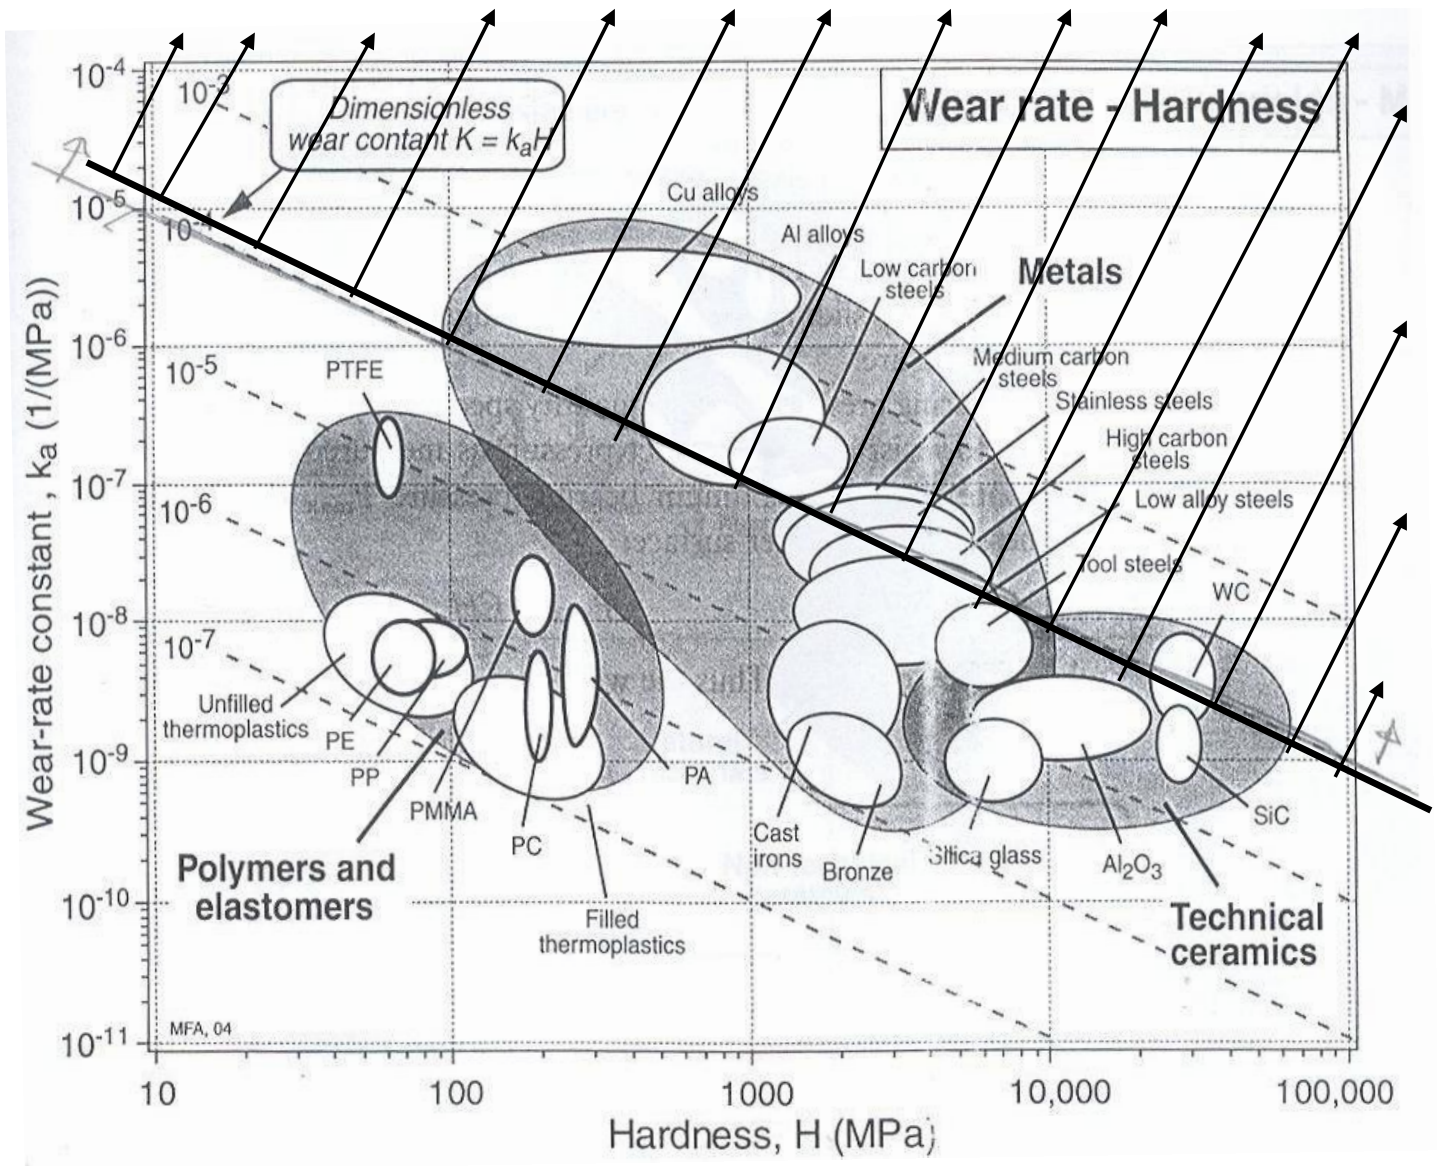 Wear rate - Hardness
10-4
10-3
Dimensionless
wear contant K = kaH
Cu alloys
10-5
10-4
Al alloys
Low carbon
steels
Metals
10-6
Medium carbon
steels
10-5
PTFE
Stainless steels
High carbon
steels
10-7
10-6
Low alloy steels
Tool steels
WC
10-8
10-7
Unfilled
thermoplastics
PE
PP
PMMA
PC
PA
10-9
SiC
Cast
irons
Bronze
Silica glass
Al2O3
Polymers and
elastomers
Filled
thermoplastics
Technical
ceramics
10-10
MFA, 04
10-11
10
100
1000
10,000
100,000
Hardness, H (MPa)
Wear-rate constant , ka (1/(MPa))